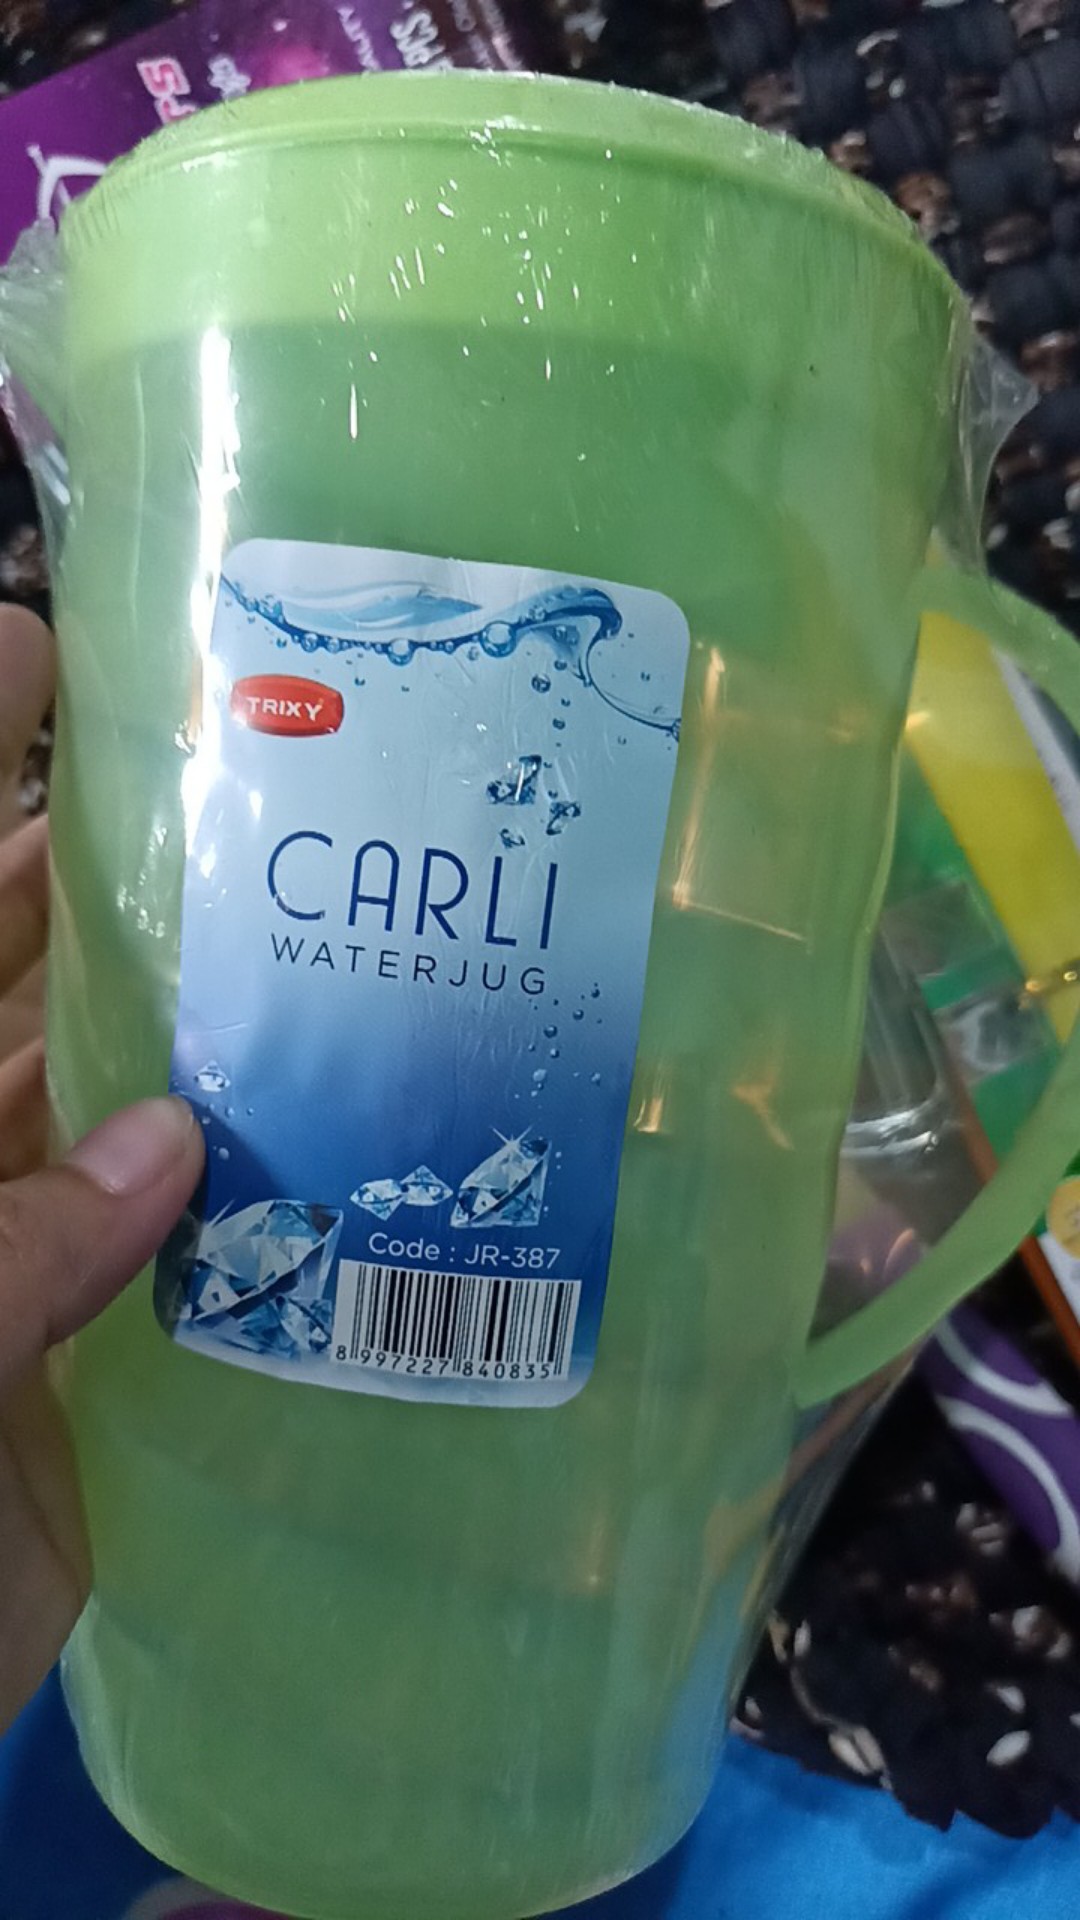 TRIXY
CARLI
WATERJUG
Code : JR-387
8 997227 840835